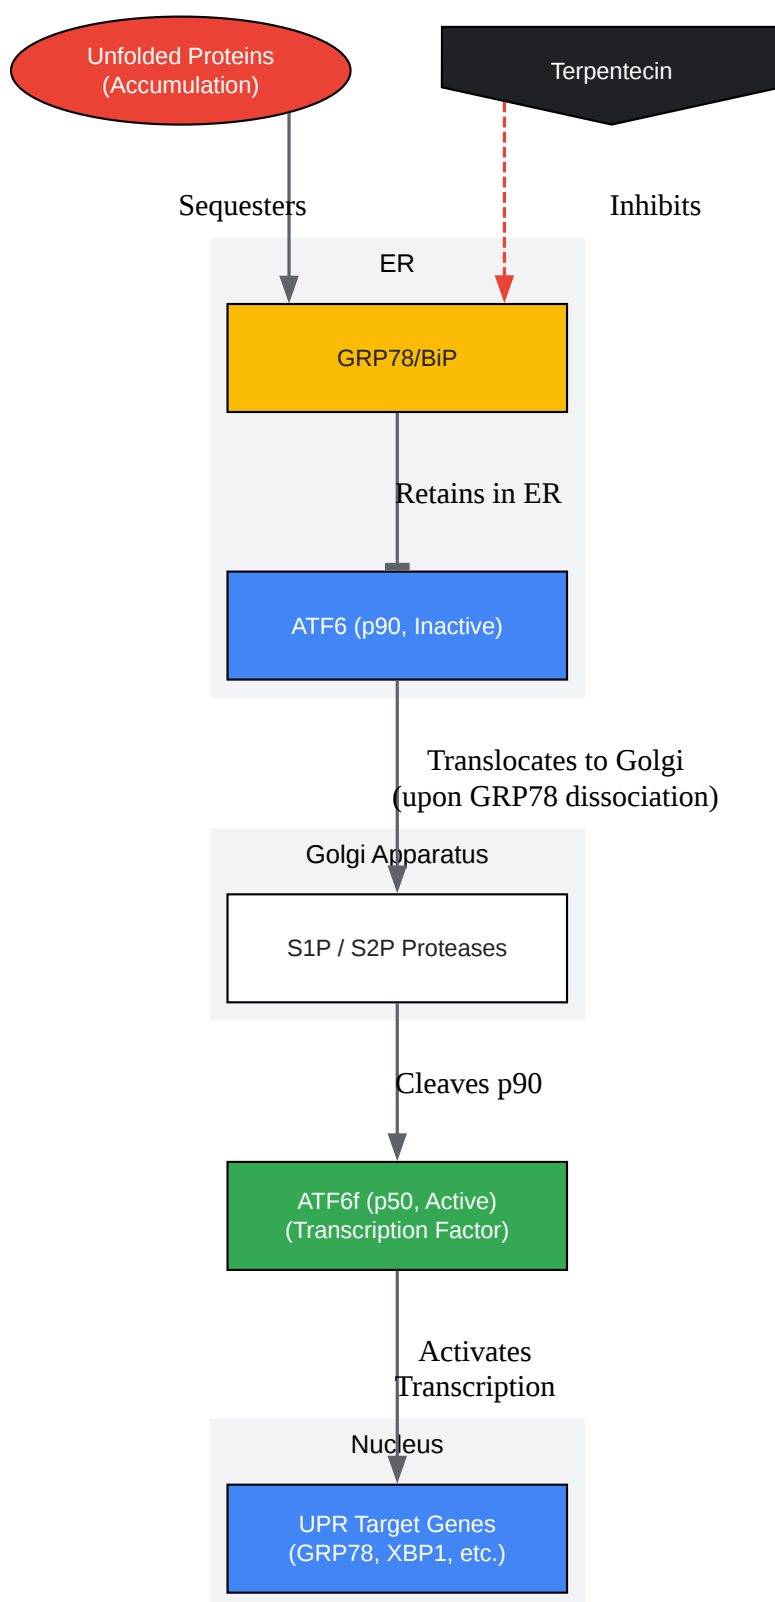 Unfolded Proteins
(Accumulation)
Terpentecin
Sequesters
Inhibits
ER
GRP78/BiP
Retains in ER
ATF6 (p90, Inactive)
Translocates to Golgi
(upon GRP78 dissociation)
Golgi Apparatus
S1P / S2P Proteases
Cleaves p90
ATF6f (p50, Active)
(Transcription Factor)
Activates
Transcription
Nucleus
UPR Target Genes
(GRP78, XBP1, etc.)